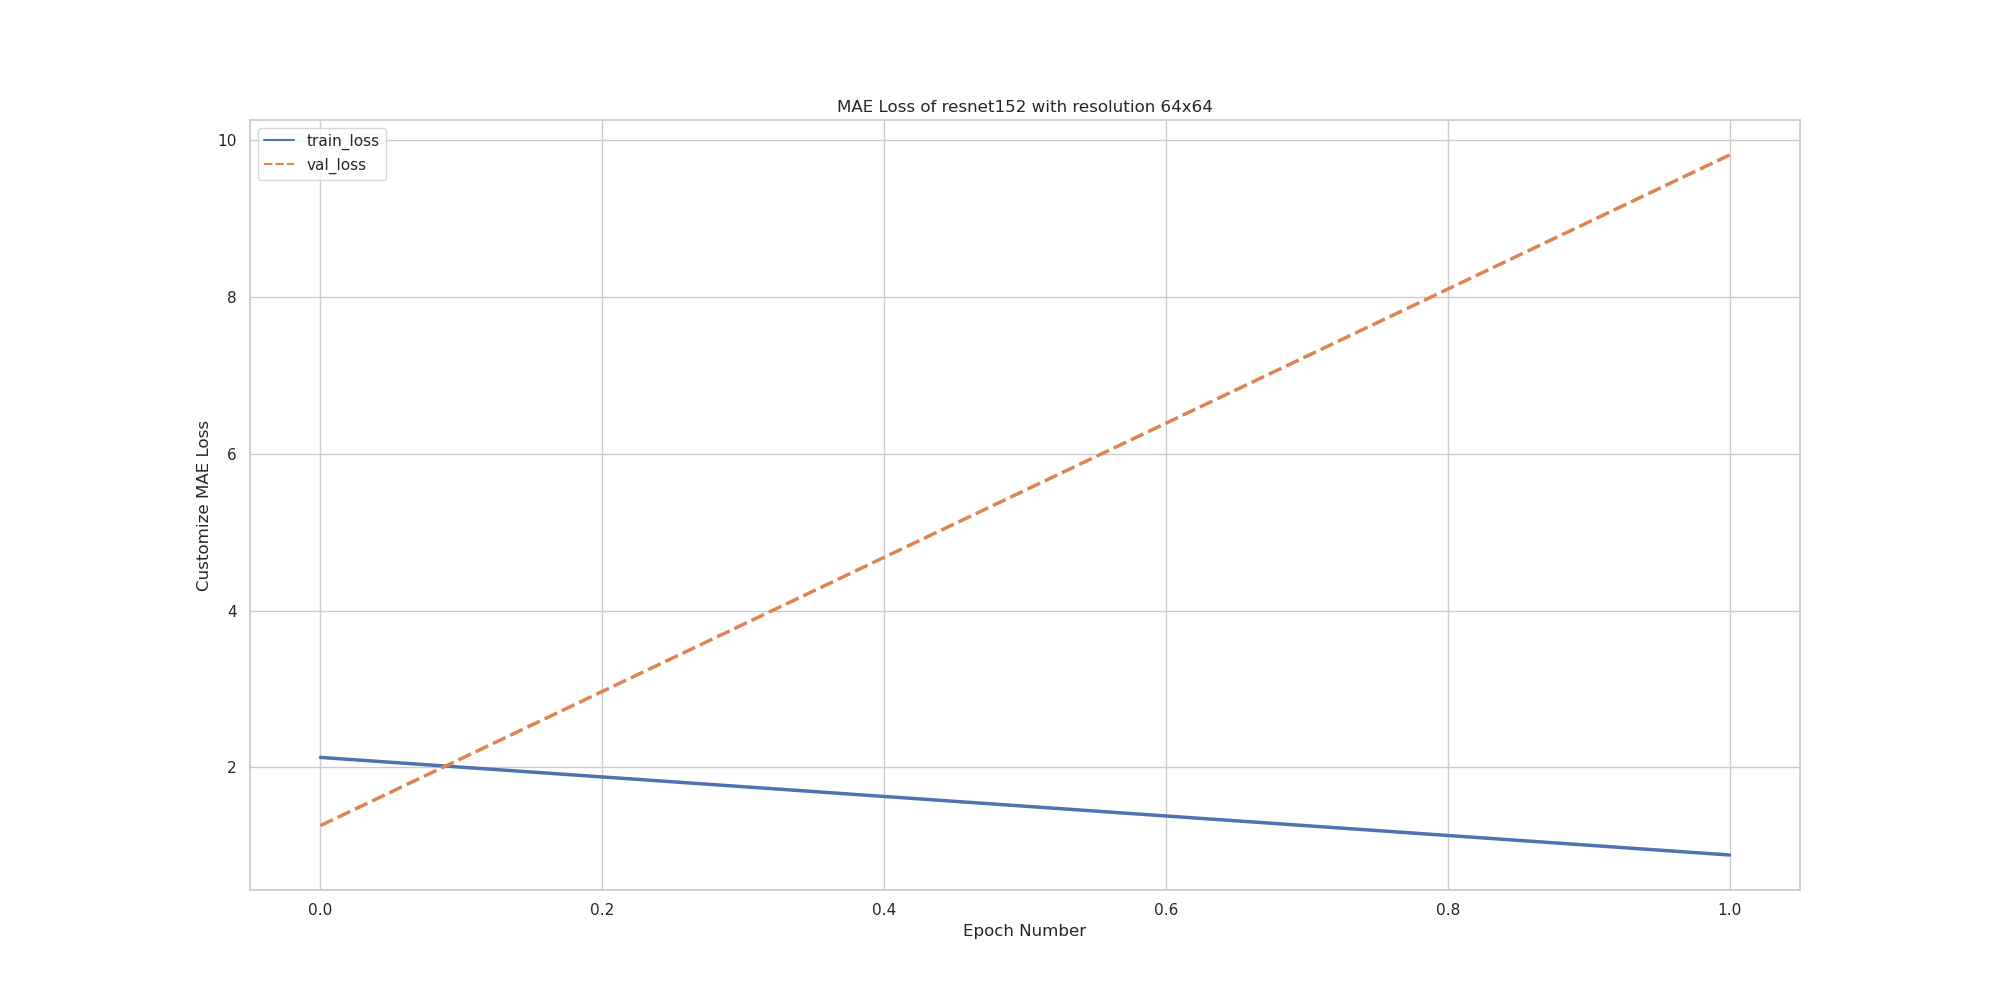 MAE Loss of resnet152 with resolution 64x64
train_loss
val_loss
10
8
6
4
2
Customize MAE Loss
0.0 0.2 0.4 0.6 0.8 1.0
Epoch Number